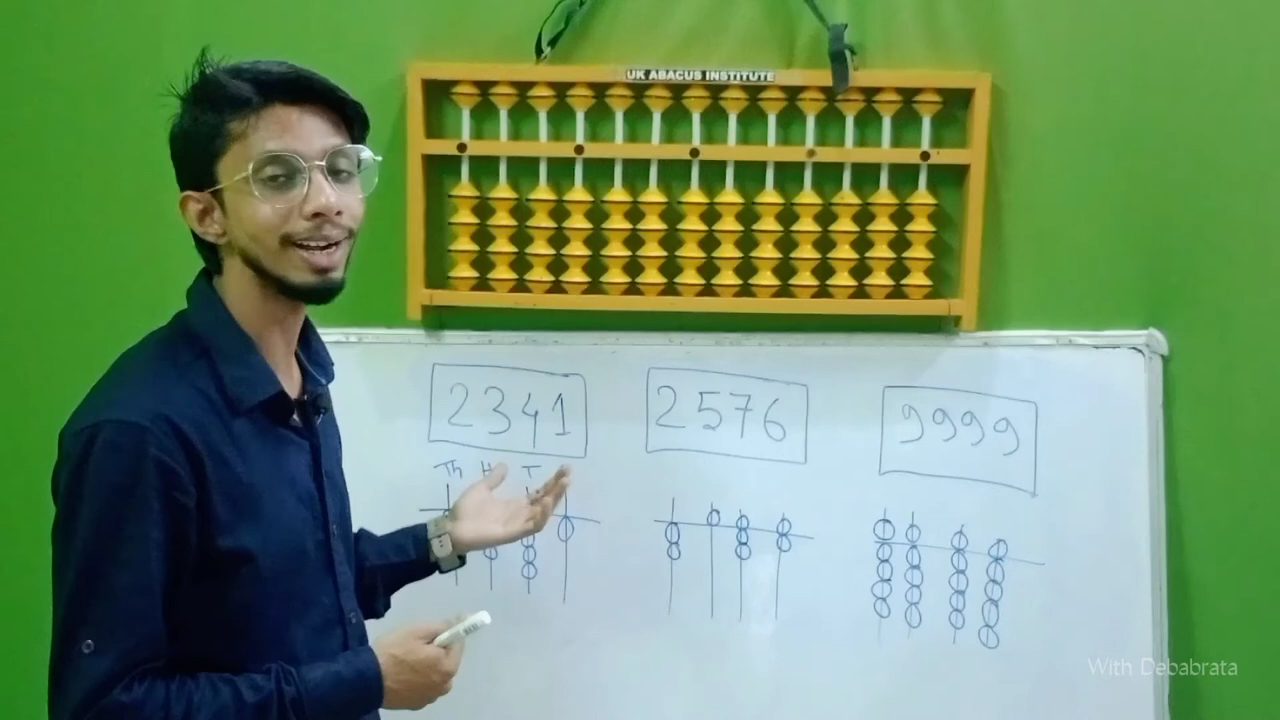 UK ABACUS INSTITUTE
2341
2576
9999
Th H T
With Debabrata